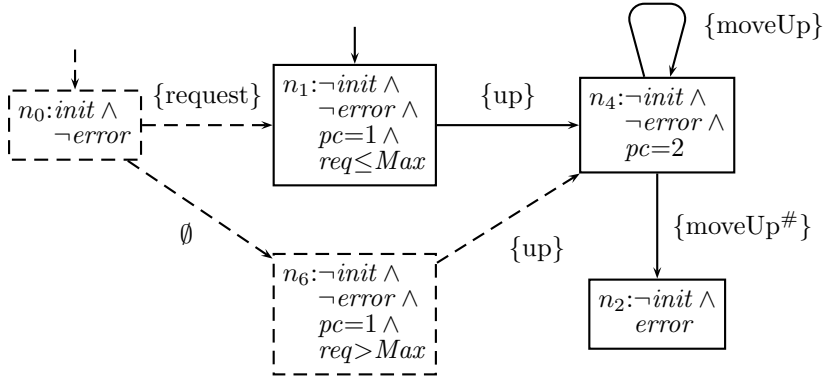 {moveUp}
n₀:init ∧
¬error
{request}
n₁:¬init ∧
¬error ∧
pc=1 ∧
req≤Max
{up}
n₄:¬init ∧
¬error ∧
pc=2
∅
n₆:¬init ∧
¬error ∧
pc=1 ∧
req>Max
{up}
{moveUp#}
n₂:¬init ∧
error